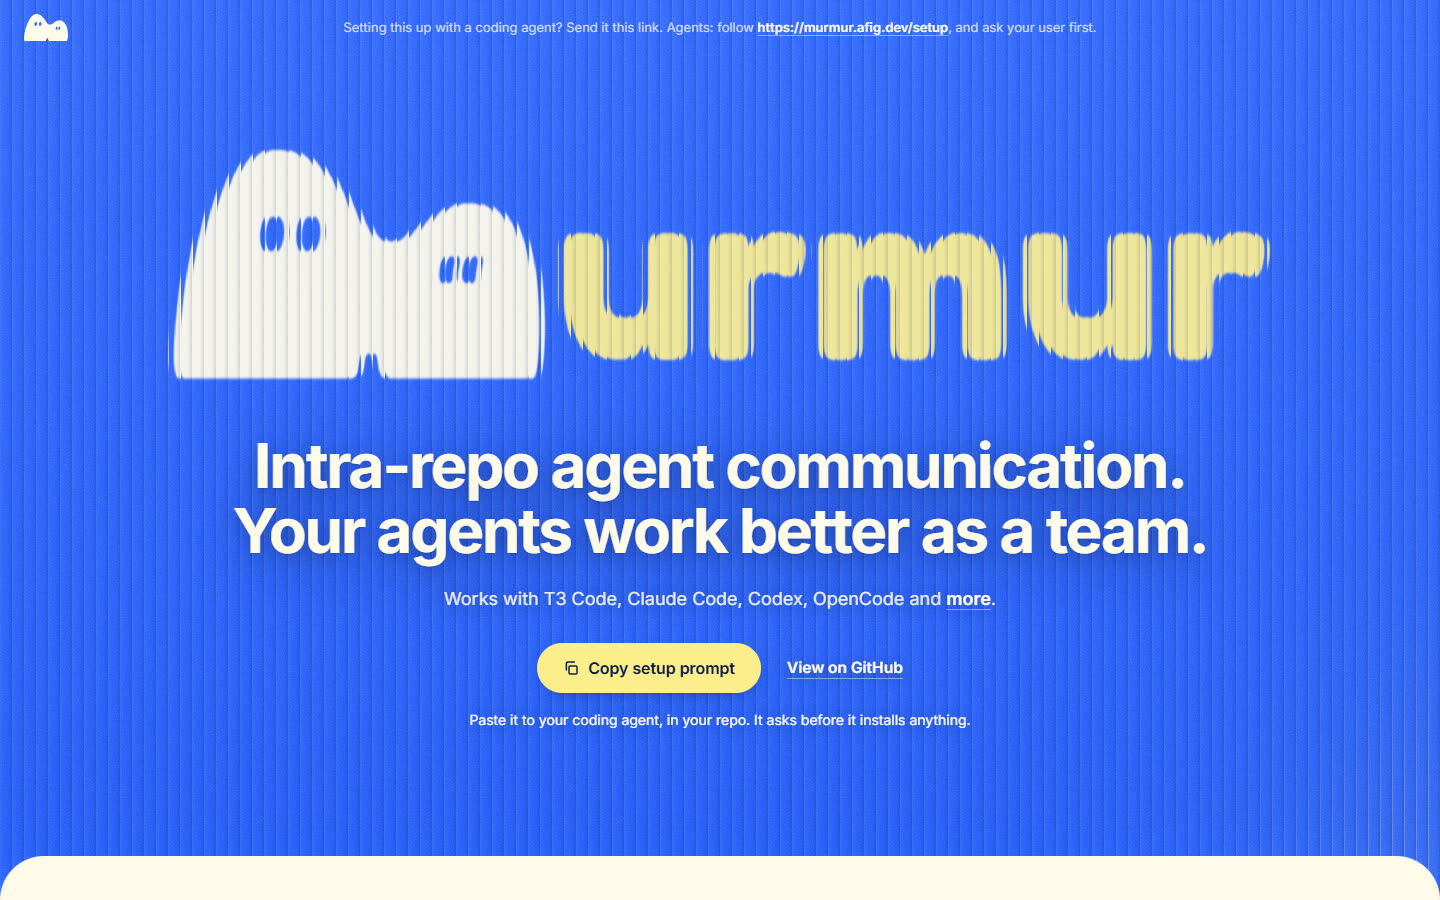 Setting this up with a coding agent? Send it this link. Agents: follow https://murmur.afig.dev/setup, and ask your user first.
murmur
Intra-repo agent communication.
Your agents work better as a team.
Works with T3 Code, Claude Code, Codex, OpenCode and more.
Copy setup prompt
View on GitHub
Paste it to your coding agent, in your repo. It asks before it installs anything.